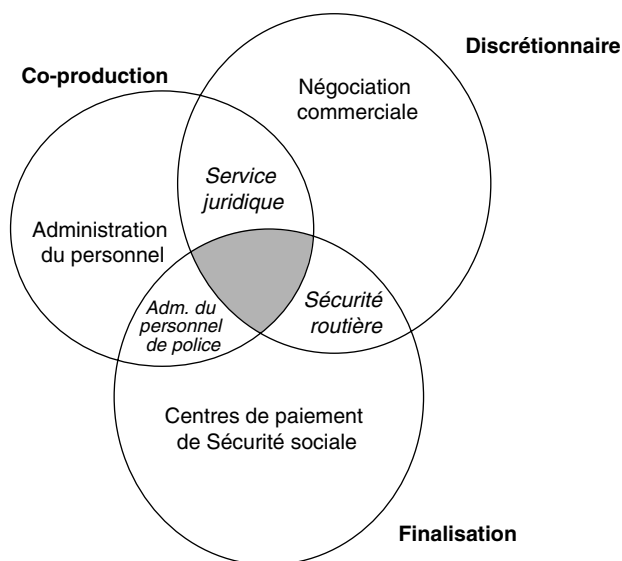 Discrétionnaire
Co-production
Négociation
commerciale
Service
juridique
Administration
du personnel
Adm. du
personnel
de police
Sécurité
routière
Centres de paiement
de Sécurité sociale
Finalisation